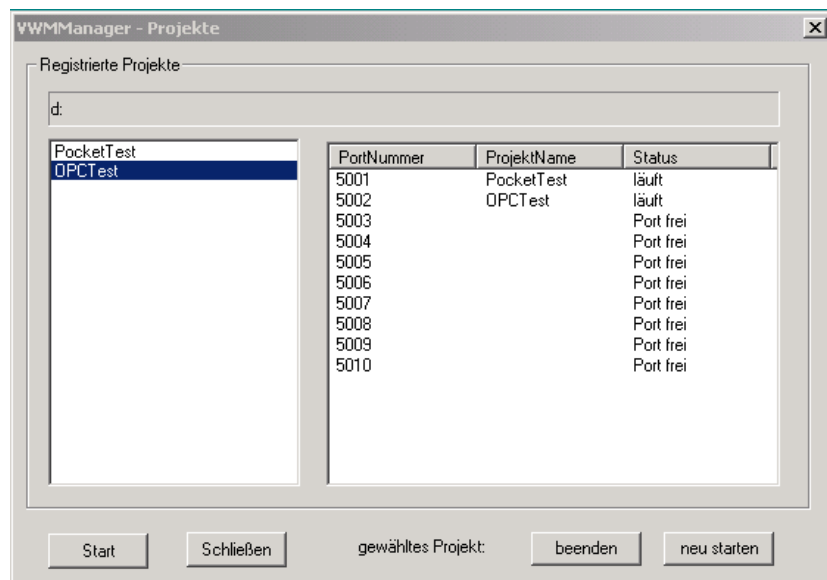 VWMManager - Projekte
Registrierte Projekte
d:
PocketTest
OPCTest
PortNummer ProjektName Status
5001 PocketTest läuft
5002 OPCTest läuft
5003 Port frei
5004 Port frei
5005 Port frei
5006 Port frei
5007 Port frei
5008 Port frei
5009 Port frei
5010 Port frei
Start Schließen gewähltes Projekt: beenden neu starten